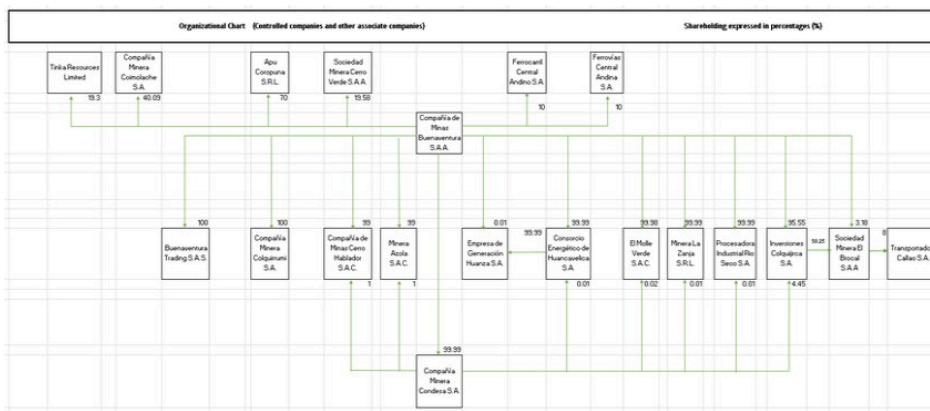 Organizational Chart (Controlled companies and other associate companies)
Shareholding expressed in percentages (%)
Tinka Resources
Limited
19.3
Compañía
Minera
Coimolache
S.A.
40.09
Apu
Coropuna
S.R.L.
70
Sociedad
Minera Cerro
Verde S.A.A.
19.58
Ferrocarril
Central
Andino S.A.
10
Ferrovías
Central
Andina
S.A.
10
Compañía de
Minas
Buenaventura
S.A.A.
100
Buenaventura
Trading S.A.S.
100
Compañía
Minera
Colquirrumi
S.A.
99
Compañía de
Minas Cerro
Hablador
S.A.C.
1
99
Minera
Azola
S.A.C.
1
0.01
Empresa de
Generación
Huanza S.A.
99.99
99.99
Consorcio
Energético de
Huancavelica
S.A.
0.01
99.98
El Molle
Verde
S.A.C.
0.02
99.99
Minera La
Zanja
S.R.L.
0.01
99.99
Procesadora
Industrial Río
Seco S.A.
0.01
95.55
Inversiones
Colquijirca
S.A.
4.45
3.18
Sociedad
Minera El
Brocal
S.A.A
8
Transportador
Callao S.A.
99.99
Compañía
Minera
Condesa S.A.